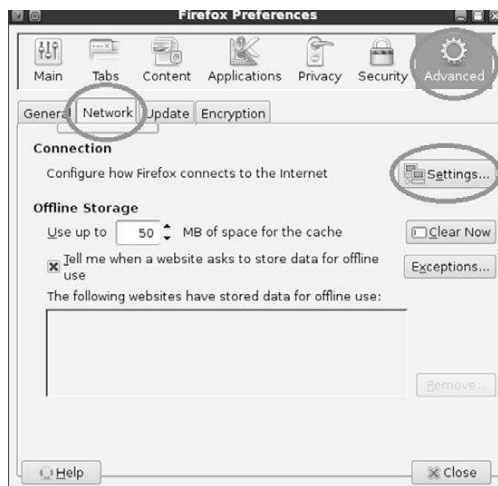 Firefox Preferences
Main Tabs Content Applications Privacy Security Advanced
General Network Update Encryption
Connection
Configure how Firefox connects to the Internet
Settings...
Offline Storage
Use up to 50 MB of space for the cache
Clear Now
Tell me when a website asks to store data for offline
use
Exceptions...
The following websites have stored data for offline use:
Remove...
Help
Close